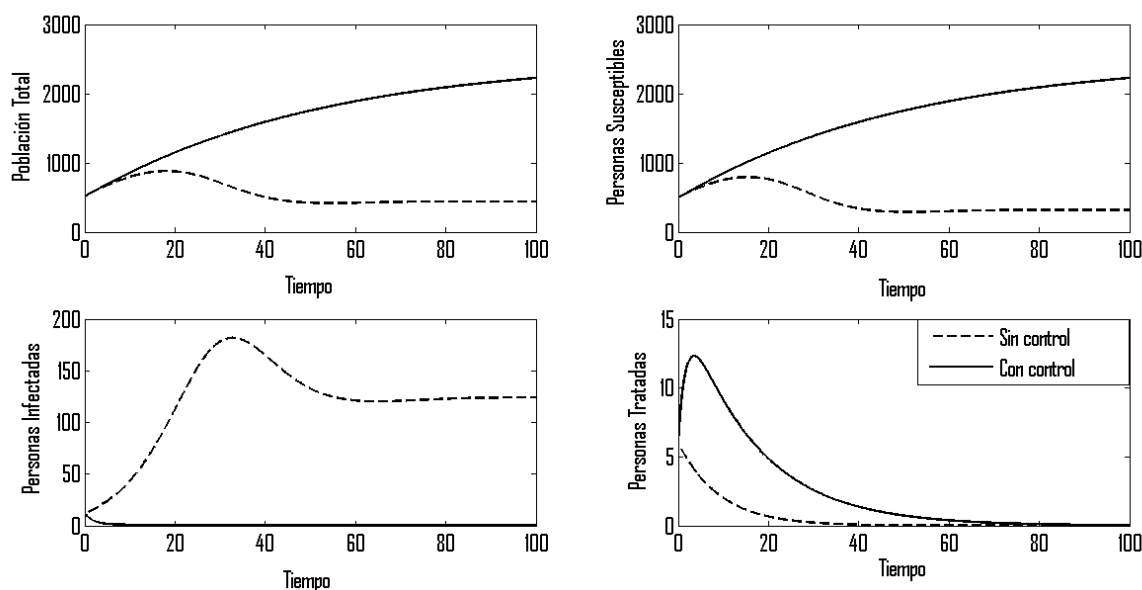 3000
2000
1000
0
Población Total
0 20 40 60 80 100
Tiempo
3000
2000
1000
0
Personas Susceptibles
0 20 40 60 80 100
Tiempo
200
150
100
50
0
Personas Infectadas
0 20 40 60 80 100
Tiempo
15
10
5
0
Personas Tratadas
Sin control
Con control
0 20 40 60 80 100
Tiempo